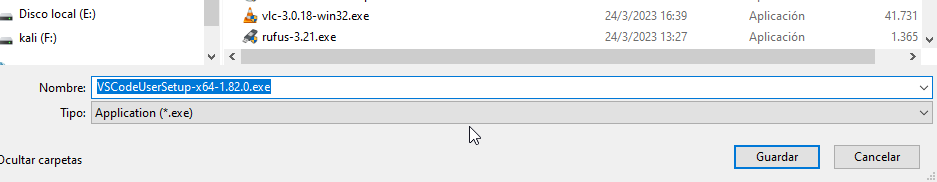 Disco local (E:)
kali (F:)
vlc-3.0.18-win32.exe 24/3/2023 16:39 Aplicación 41.731
rufus-3.21.exe 24/3/2023 13:27 Aplicación 1.365
Nombre: VSCodeUserSetup-x64-1.82.0.exe
Tipo: Application (*.exe)
Ocultar carpetas
Guardar Cancelar